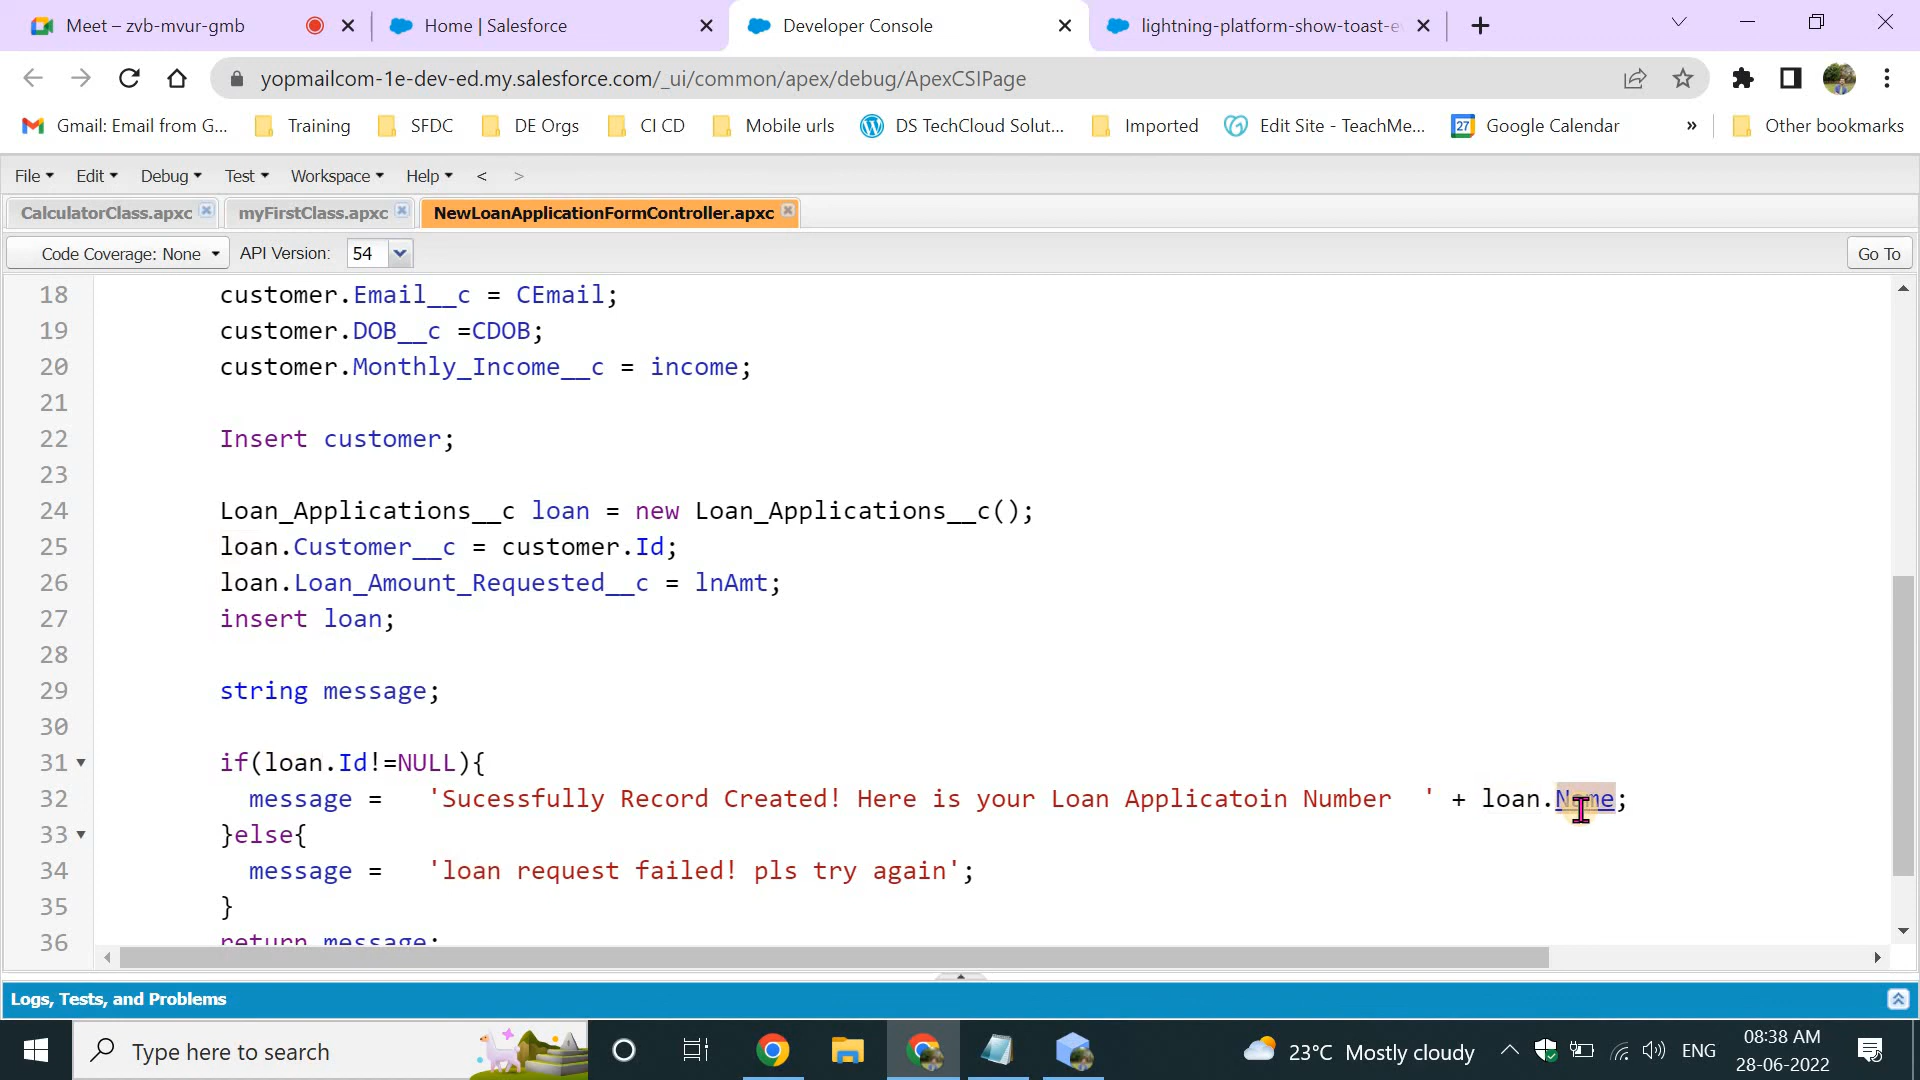 Meet – zvb-mvur-gmb
Home | Salesforce
Developer Console
lightning-platform-show-toast-ev
yopmailcom-1e-dev-ed.my.salesforce.com/_ui/common/apex/debug/ApexCSIPage
Gmail: Email from G...
Training
SFDC
DE Orgs
CI CD
Mobile urls
DS TechCloud Solut...
Imported
Edit Site - TeachMe...
27
Google Calendar
»
Other bookmarks
File
Edit
Debug
Test
Workspace
Help
<
>
CalculatorClass.apxc
myFirstClass.apxc
NewLoanApplicationFormController.apxc
Code Coverage: None
API Version:
54
Go To
18 customer.Email__c = CEmail;
19 customer.DOB__c =CDOB;
20 customer.Monthly_Income__c = income;
21
22 Insert customer;
23
24 Loan_Applications__c loan = new Loan_Applications__c();
25 loan.Customer__c = customer.Id;
26 loan.Loan_Amount_Requested__c = lnAmt;
27 insert loan;
28
29 string message;
30
31 if(loan.Id!=NULL){
32 message = 'Sucessfully Record Created! Here is your Loan Applicatoin Number ' + loan.Name;
33 }else{
34 message = 'loan request failed! pls try again';
35 }
36 return message;
Logs, Tests, and Problems
Type here to search
23°C Mostly cloudy
ENG
08:38 AM
28-06-2022